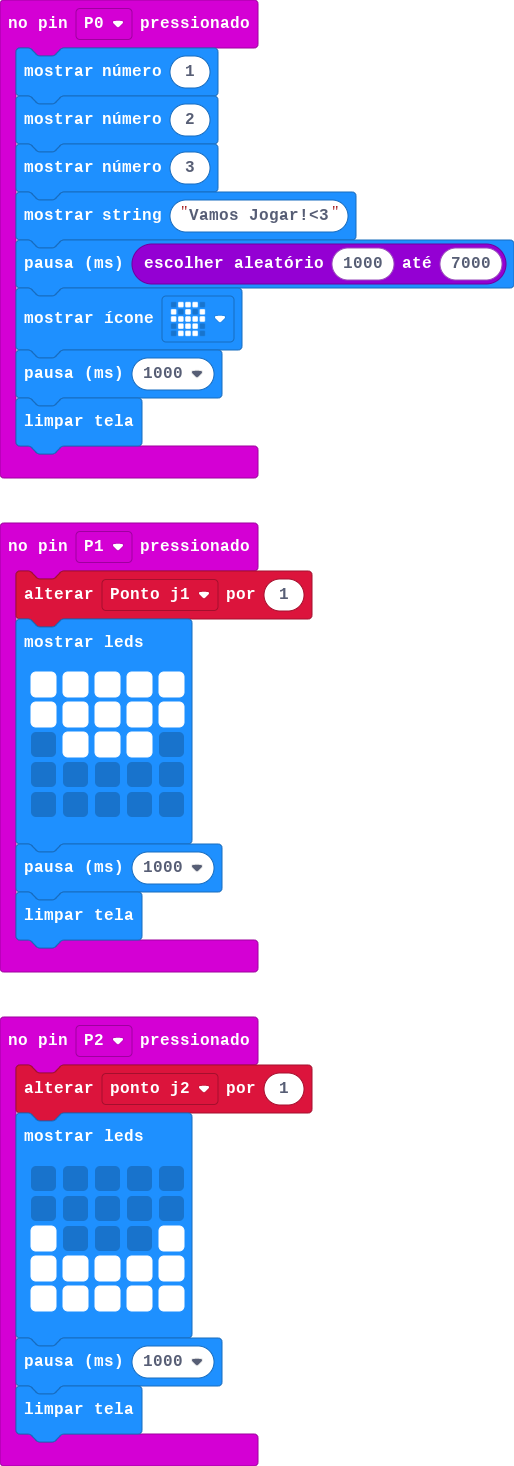 no pin P0 pressionado
mostrar número 1
mostrar número 2
mostrar número 3
mostrar string "Vamos Jogar!<3"
pausa (ms) escolher aleatório 1000 até 7000
mostrar ícone
pausa (ms) 1000
limpar tela
no pin P1 pressionado
alterar Ponto j1 por 1
mostrar leds
pausa (ms) 1000
limpar tela
no pin P2 pressionado
alterar ponto j2 por 1
mostrar leds
pausa (ms) 1000
limpar tela